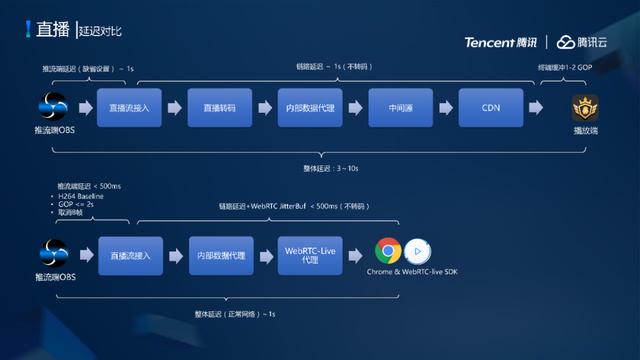 直播 延迟对比
Tencent 腾讯 腾讯云
推流端延迟（缺省设置）~ 1s
链路延迟 ~ 1s（不转码）
终端缓冲1-2 GOP
推流端OBS
直播流接入
直播转码
内部数据代理
中间源
CDN
播放端
整体延迟：3~10s
推流端延迟 < 500ms
• H264 Baseline
• GOP <= 2s
• 取消B帧
链路延迟+WebRTC JitterBuf < 500ms（不转码）
推流端OBS
直播流接入
内部数据代理
WebRTC-Live
代理
Chrome & WebRTC-live SDK
整体延迟（正常网络）~1s